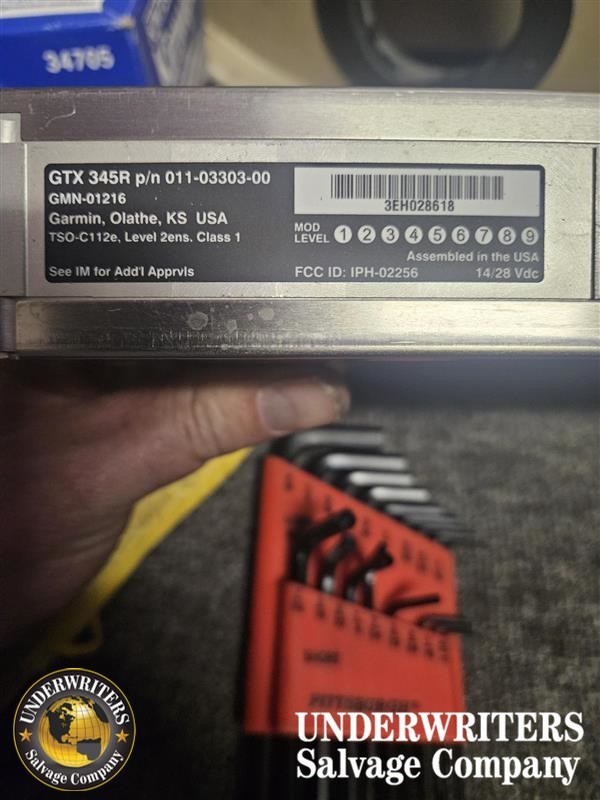 34705
GTX 345R p/n 011-03303-00
GMN-01216
Garmin, Olathe, KS USA
TSO-C112e, Level 2ens. Class 1
See IM for Add'l Apprvls
3EH028618
MOD LEVEL 1 2 3 4 5 6 7 8 9
Assembled in the USA
FCC ID: IPH-02256 14/28 Vdc
PITTSBURGH
UNDERWRITERS
Salvage Company
UNDERWRITERS
Salvage Company